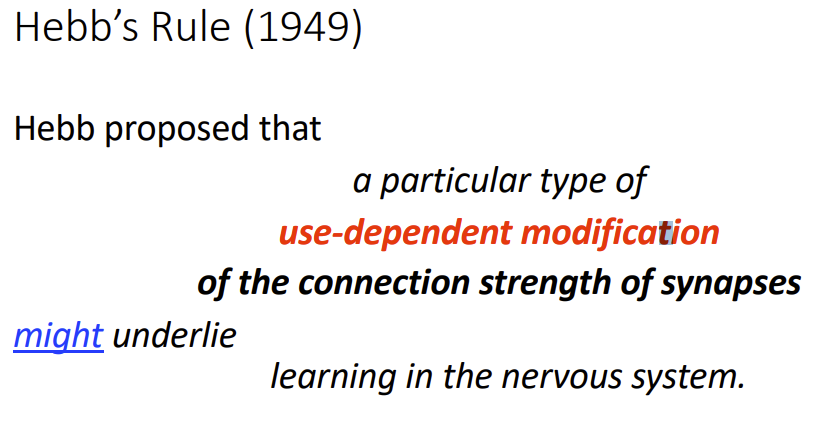 Hebb’s Rule (1949)
Hebb proposed that
a particular type of
use-dependent modification
of the connection strength of synapses
might underlie
learning in the nervous system.